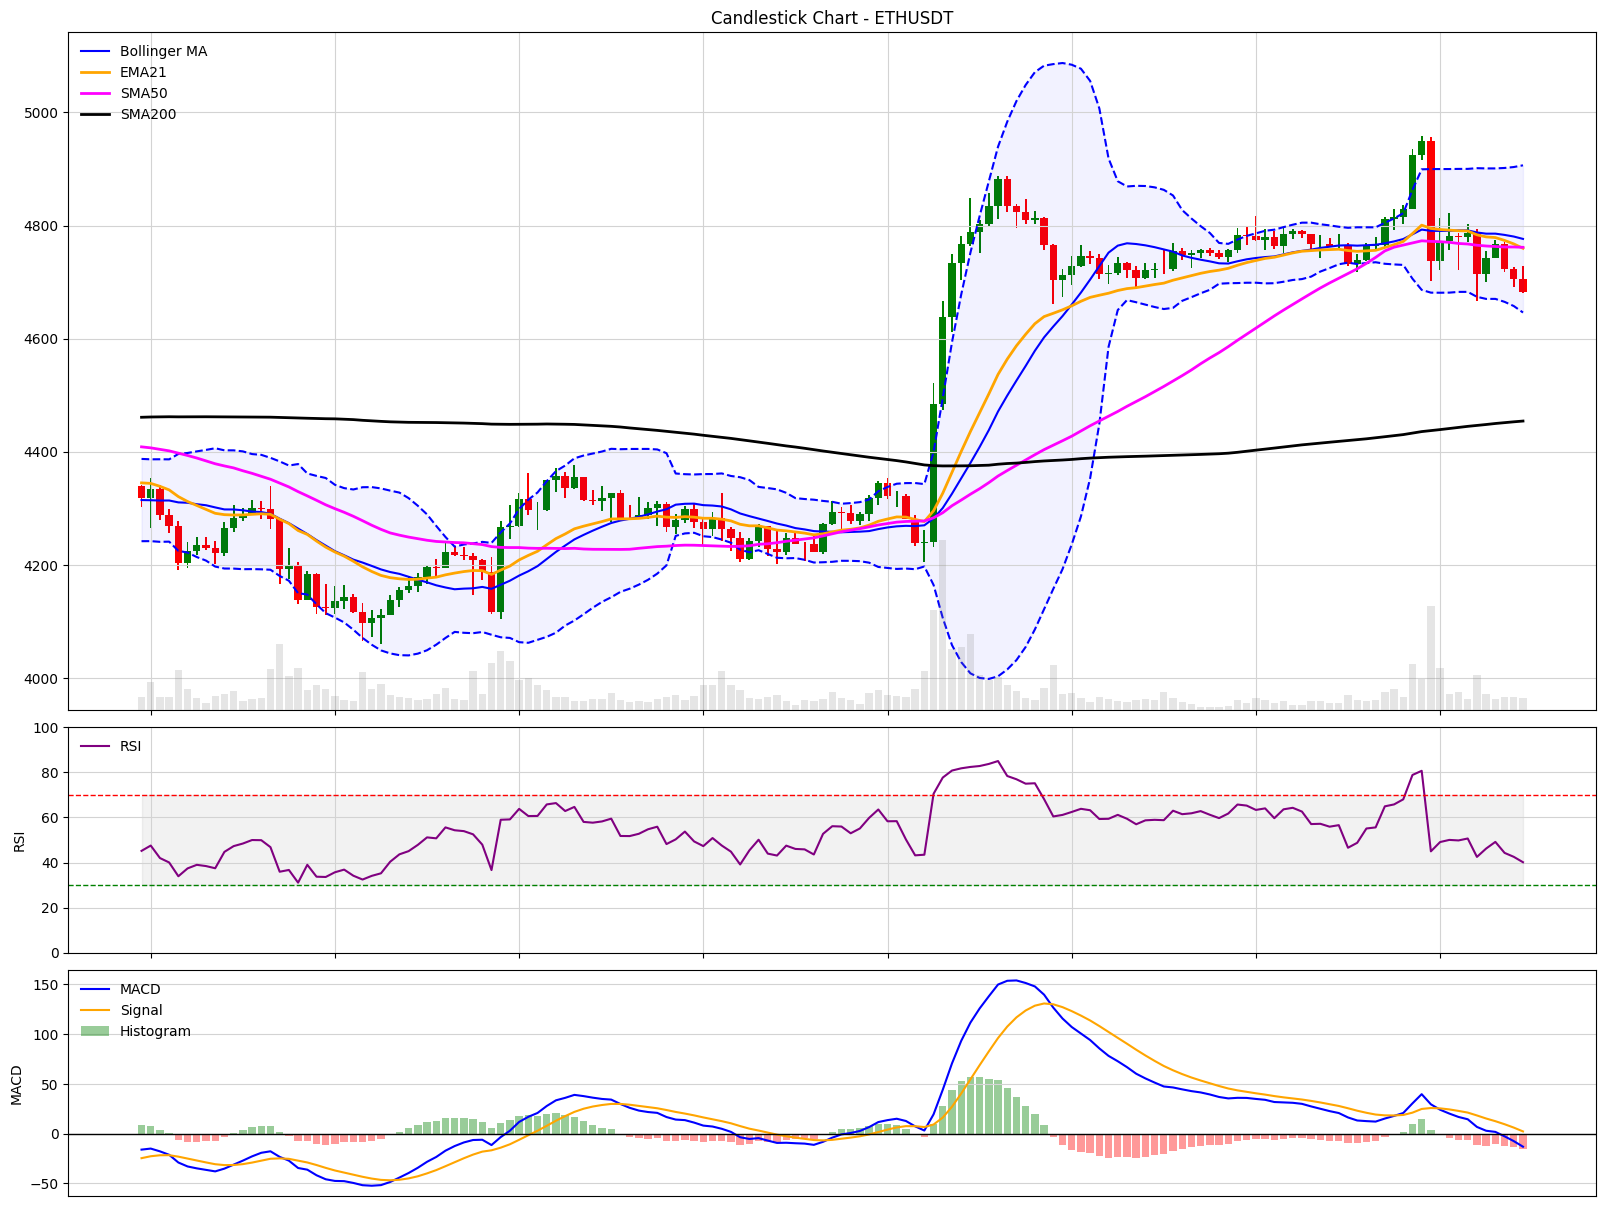 Candlestick Chart - ETHUSDT
Bollinger MA
EMA21
SMA50
SMA200
5000
4800
4600
4400
4200
4000
RSI
100
80
60
40
20
0
RSI
MACD
Signal
Histogram
150
100
50
0
−50
MACD